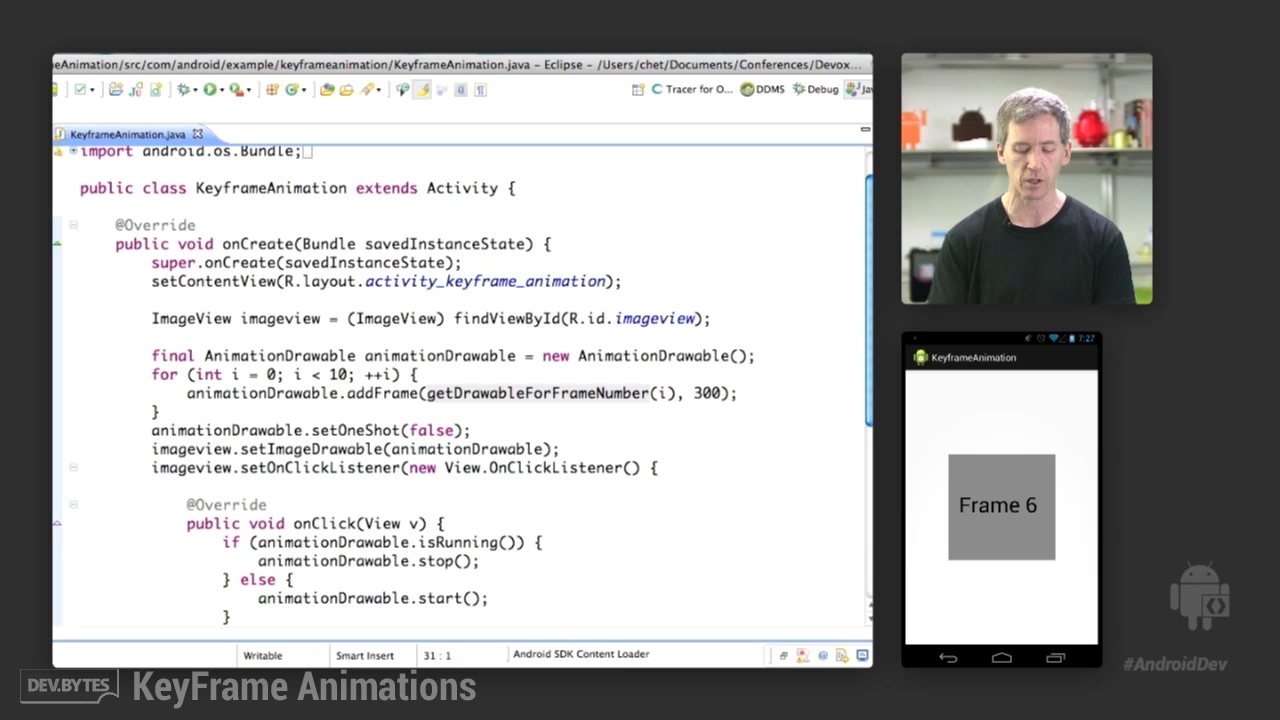 eAnimation/src/com/android/example/keyframeanimation/KeyframeAnimation.java - Eclipse - /Users/chet/Documents/Conferences/Devox...
Tracer for O... DDMS Debug Jav
KeyframeAnimation.java
import android.os.Bundle;
public class KeyframeAnimation extends Activity {
@Override
public void onCreate(Bundle savedInstanceState) {
super.onCreate(savedInstanceState);
setContentView(R.layout.activity_keyframe_animation);
ImageView imageview = (ImageView) findViewById(R.id.imageview);
final AnimationDrawable animationDrawable = new AnimationDrawable();
for (int i = 0; i < 10; ++i) {
animationDrawable.addFrame(getDrawableForFrameNumber(i), 300);
}
animationDrawable.setOneShot(false);
imageview.setImageDrawable(animationDrawable);
imageview.setOnClickListener(new View.OnClickListener() {
@Override
public void onClick(View v) {
if (animationDrawable.isRunning()) {
animationDrawable.stop();
} else {
animationDrawable.start();
}
Writable Smart Insert 31 : 1 Android SDK Content Loader
7:27
KeyframeAnimation
Frame 6
#AndroidDev
DEV.BYTES KeyFrame Animations